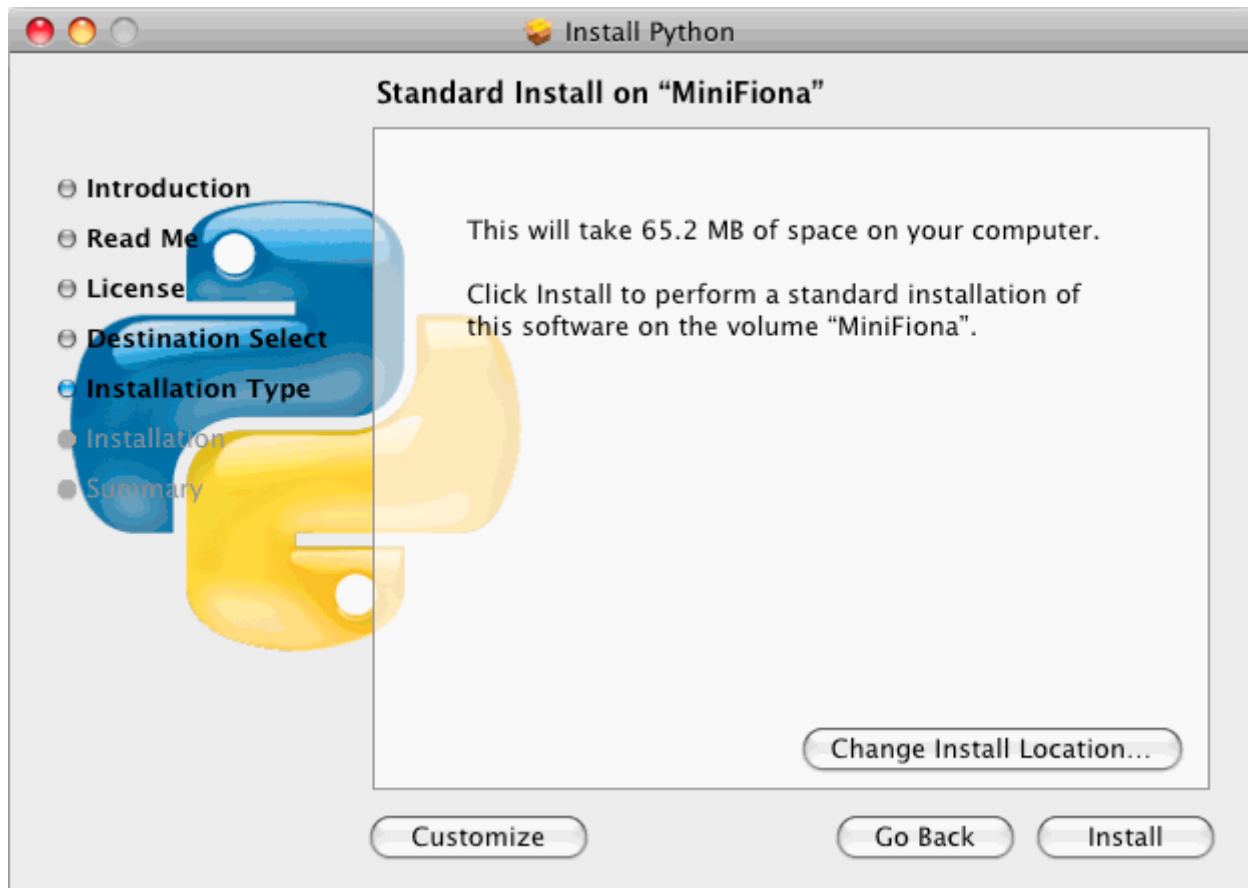 Install Python
Standard Install on “MiniFiona”
Introduction
Read Me
License
Destination Select
Installation Type
Installation
Summary
This will take 65.2 MB of space on your computer.
Click Install to perform a standard installation of
this software on the volume “MiniFiona”.
Change Install Location...
Customize
Go Back
Install